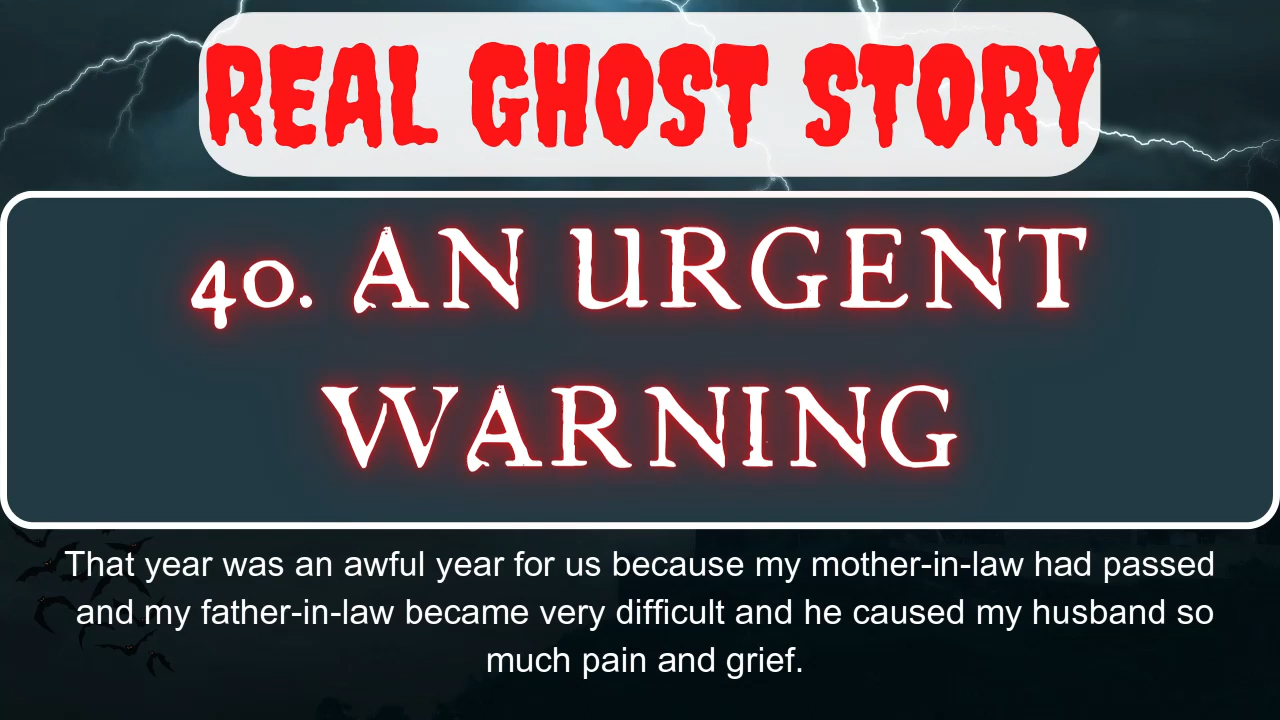 REAL GHOST STORY
40. AN URGENT
WARNING
That year was an awful year for us because my mother-in-law had passed
and my father-in-law became very difficult and he caused my husband so
much pain and grief.